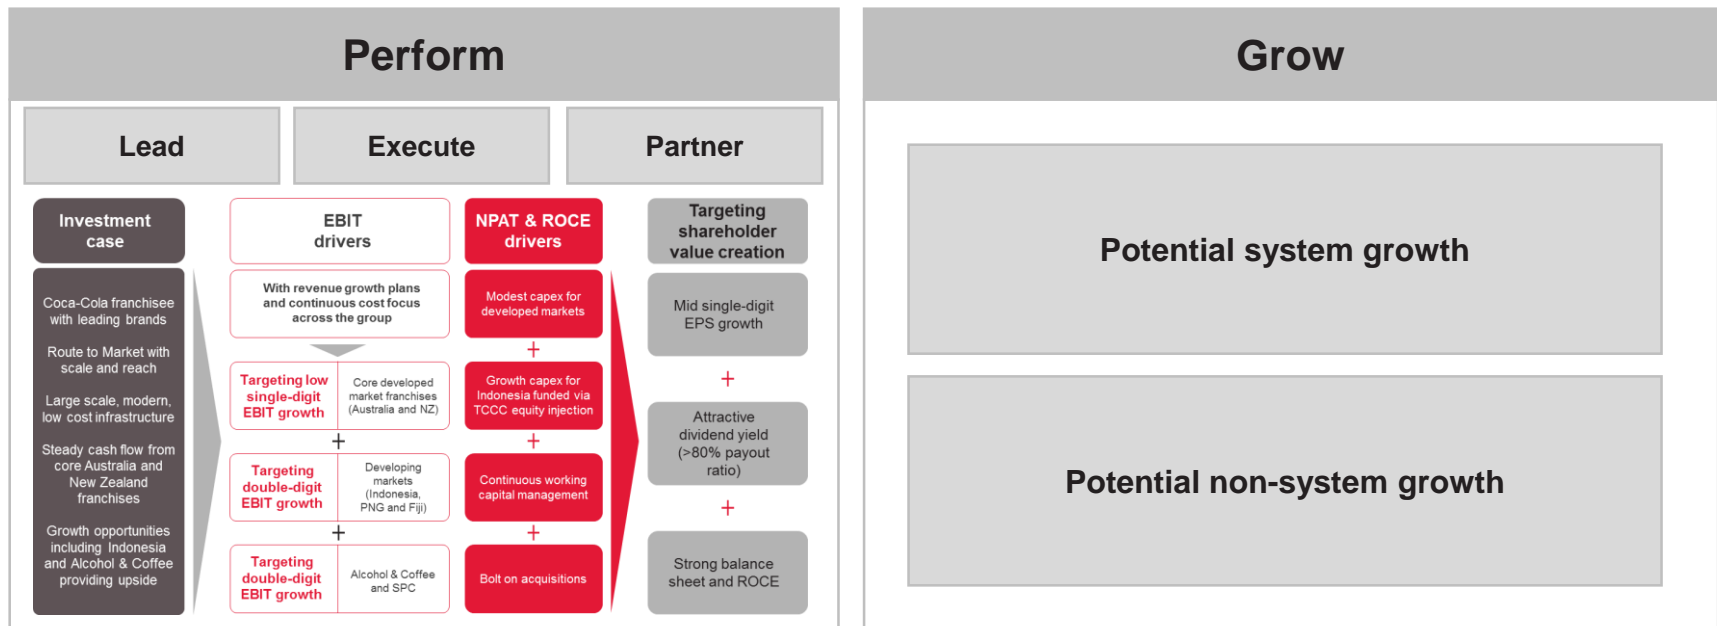 Perform
Lead
Execute
Partner
Investment
case
Coca-Cola franchisee
with leading brands
Route to Market with
scale and reach
Large scale, modern,
low cost infrastructure
Steady cash flow from
core Australia and
New Zealand
franchises
Growth opportunities
including Indonesia
and Alcohol & Coffee
providing upside
EBIT
drivers
With revenue growth plans
and continuous cost focus
across the group
Targeting low
single-digit
EBIT growth
Core developed
market franchises
(Australia and NZ)
+
Targeting
double-digit
EBIT growth
Developing
markets
(Indonesia,
PNG and Fiji)
+
Targeting
double-digit
EBIT growth
Alcohol & Coffee
and SPC
NPAT & ROCE
drivers
Modest capex for
developed markets
+
Growth capex for
Indonesia funded via
TCCC equity injection
+
Continuous working
capital management
+
Bolt on acquisitions
Targeting
shareholder
value creation
Mid single-digit
EPS growth
+
Attractive
dividend yield
(>80% payout
ratio)
+
Strong balance
sheet and ROCE
Grow
Potential system growth
Potential non-system growth